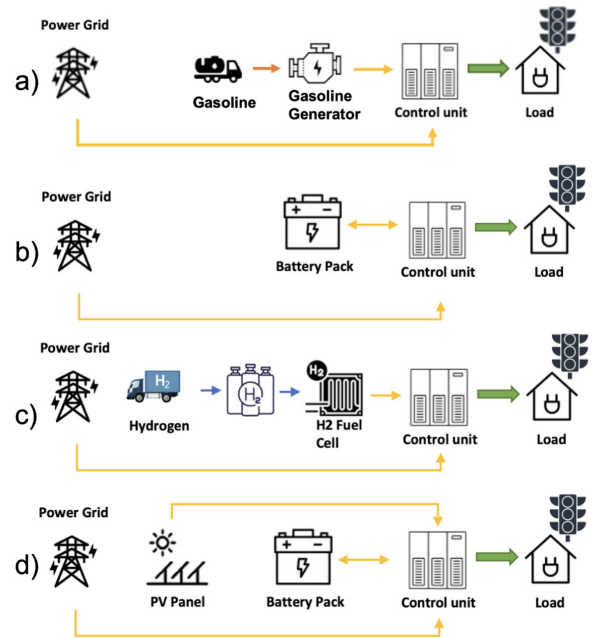 Power Grid
a)
Gasoline
Gasoline
Generator
Control unit
Load
Power Grid
b)
Battery Pack
Control unit
Load
Power Grid
H2
H2
H2
c)
Hydrogen
H2 Fuel
Cell
Control unit
Load
Power Grid
d)
PV Panel
Battery Pack
Control unit
Load